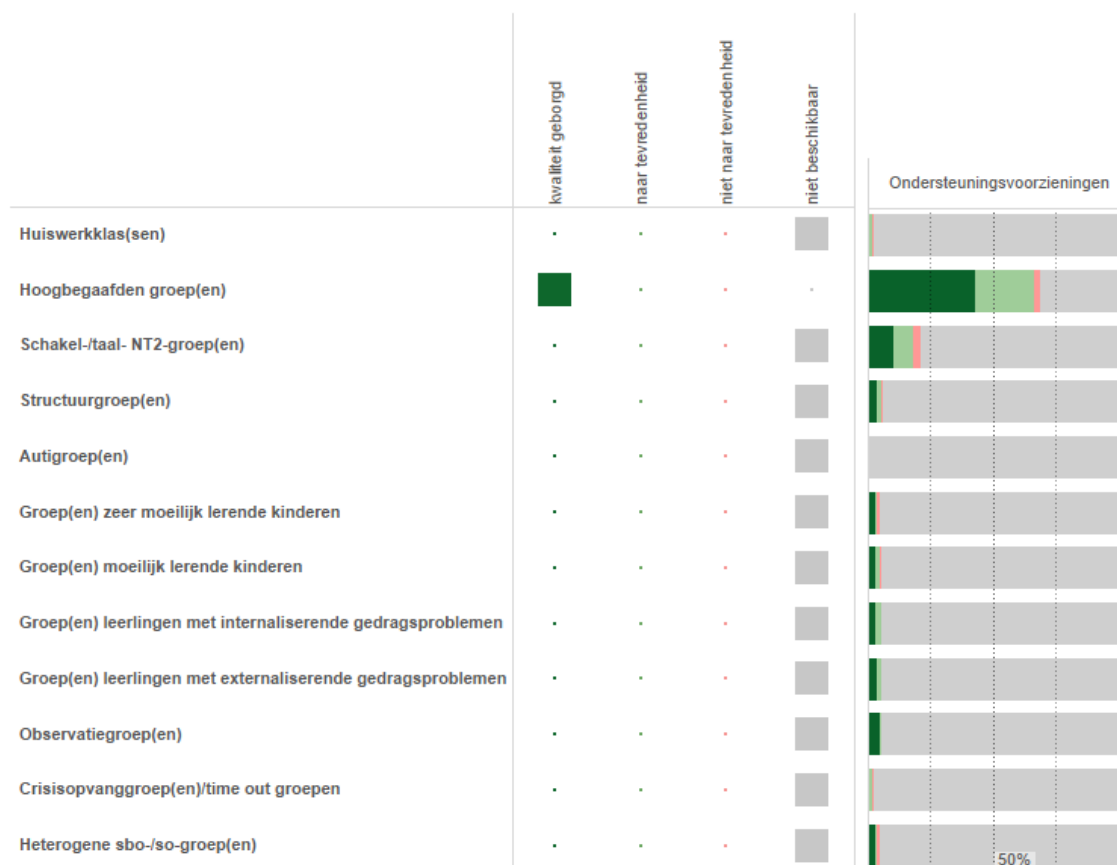 kwaliteit geborgd
naar tevredenheid
niet naar tevredenheid
niet beschikbaar
Ondersteuningsvoorzieningen
Huiswerkklas(sen)
Hoogbegaafden groep(en)
Schakel-/taal- NT2-groep(en)
Structuurgroep(en)
Autigroep(en)
Groep(en) zeer moeilijk lerende kinderen
Groep(en) moeilijk lerende kinderen
Groep(en) leerlingen met internaliserende gedragsproblemen
Groep(en) leerlingen met externaliserende gedragsproblemen
Observatiegroep(en)
Crisisopvanggroep(en)/time out groepen
Heterogene sbo-/so-groep(en)
50%